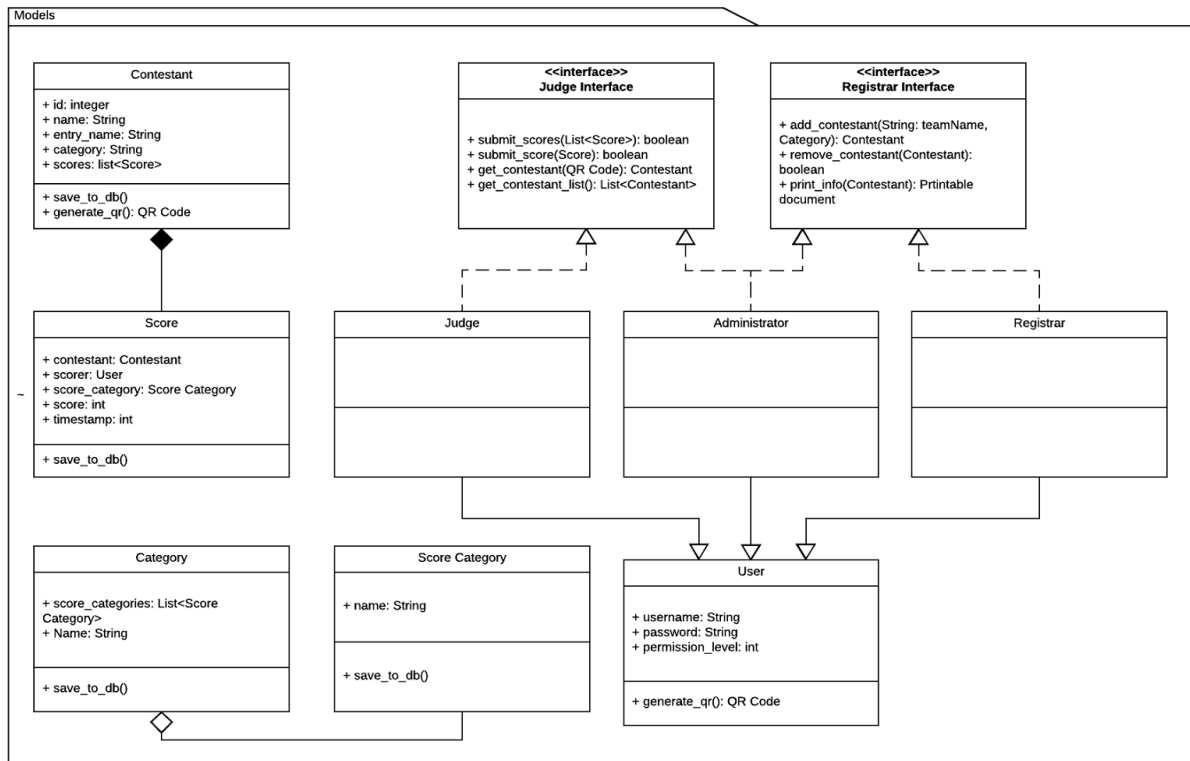 Models
Contestant
+ id: integer
+ name: String
+ entry_name: String
+ category: String
+ scores: list<Score>
+ save_to_db()
+ generate_qr(): QR Code
<<interface>>
Judge Interface
+ submit_scores(List<Score>): boolean
+ submit_score(Score): boolean
+ get_contestant(QR Code): Contestant
+ get_contestant_list(): List<Contestant>
<<interface>>
Registrar Interface
+ add_contestant(String: teamName,
Category): Contestant
+ remove_contestant(Contestant):
boolean
+ print_info(Contestant): Prtintable
document
Score
+ contestant: Contestant
+ scorer: User
+ score_category: Score Category
+ score: int
+ timestamp: int
+ save_to_db()
~
Judge
Administrator
Registrar
Category
+ score_categories: List<Score
Category>
+ Name: String
+ save_to_db()
Score Category
+ name: String
+ save_to_db()
User
+ username: String
+ password: String
+ permission_level: int
+ generate_qr(): QR Code